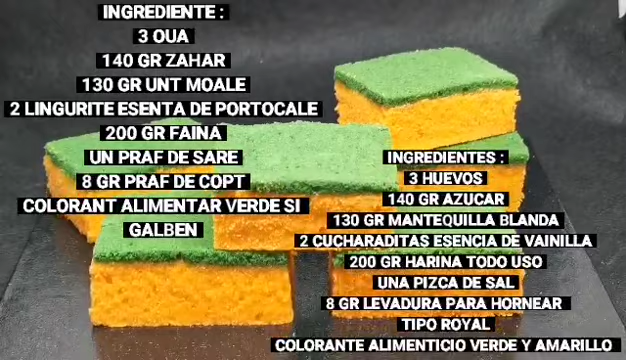 INGREDIENTE :
3 OUA
140 GR ZAHAR
130 GR UNT MOALE
2 LINGURITE ESENTA DE PORTOCALE
200 GR FAINA
UN PRAF DE SARE
8 GR PRAF DE COPT
COLORANT ALIMENTAR VERDE SI
GALBEN
INGREDIENTES :
3 HUEVOS
140 GR AZUCAR
130 GR MANTEQUILLA BLANDA
2 CUCHARADITAS ESENCIA DE VAINILLA
200 GR HARINA TODO USO
UNA PIZCA DE SAL
8 GR LEVADURA PARA HORNEAR
TIPO ROYAL
COLORANTE ALIMENTICIO VERDE Y AMARILLO